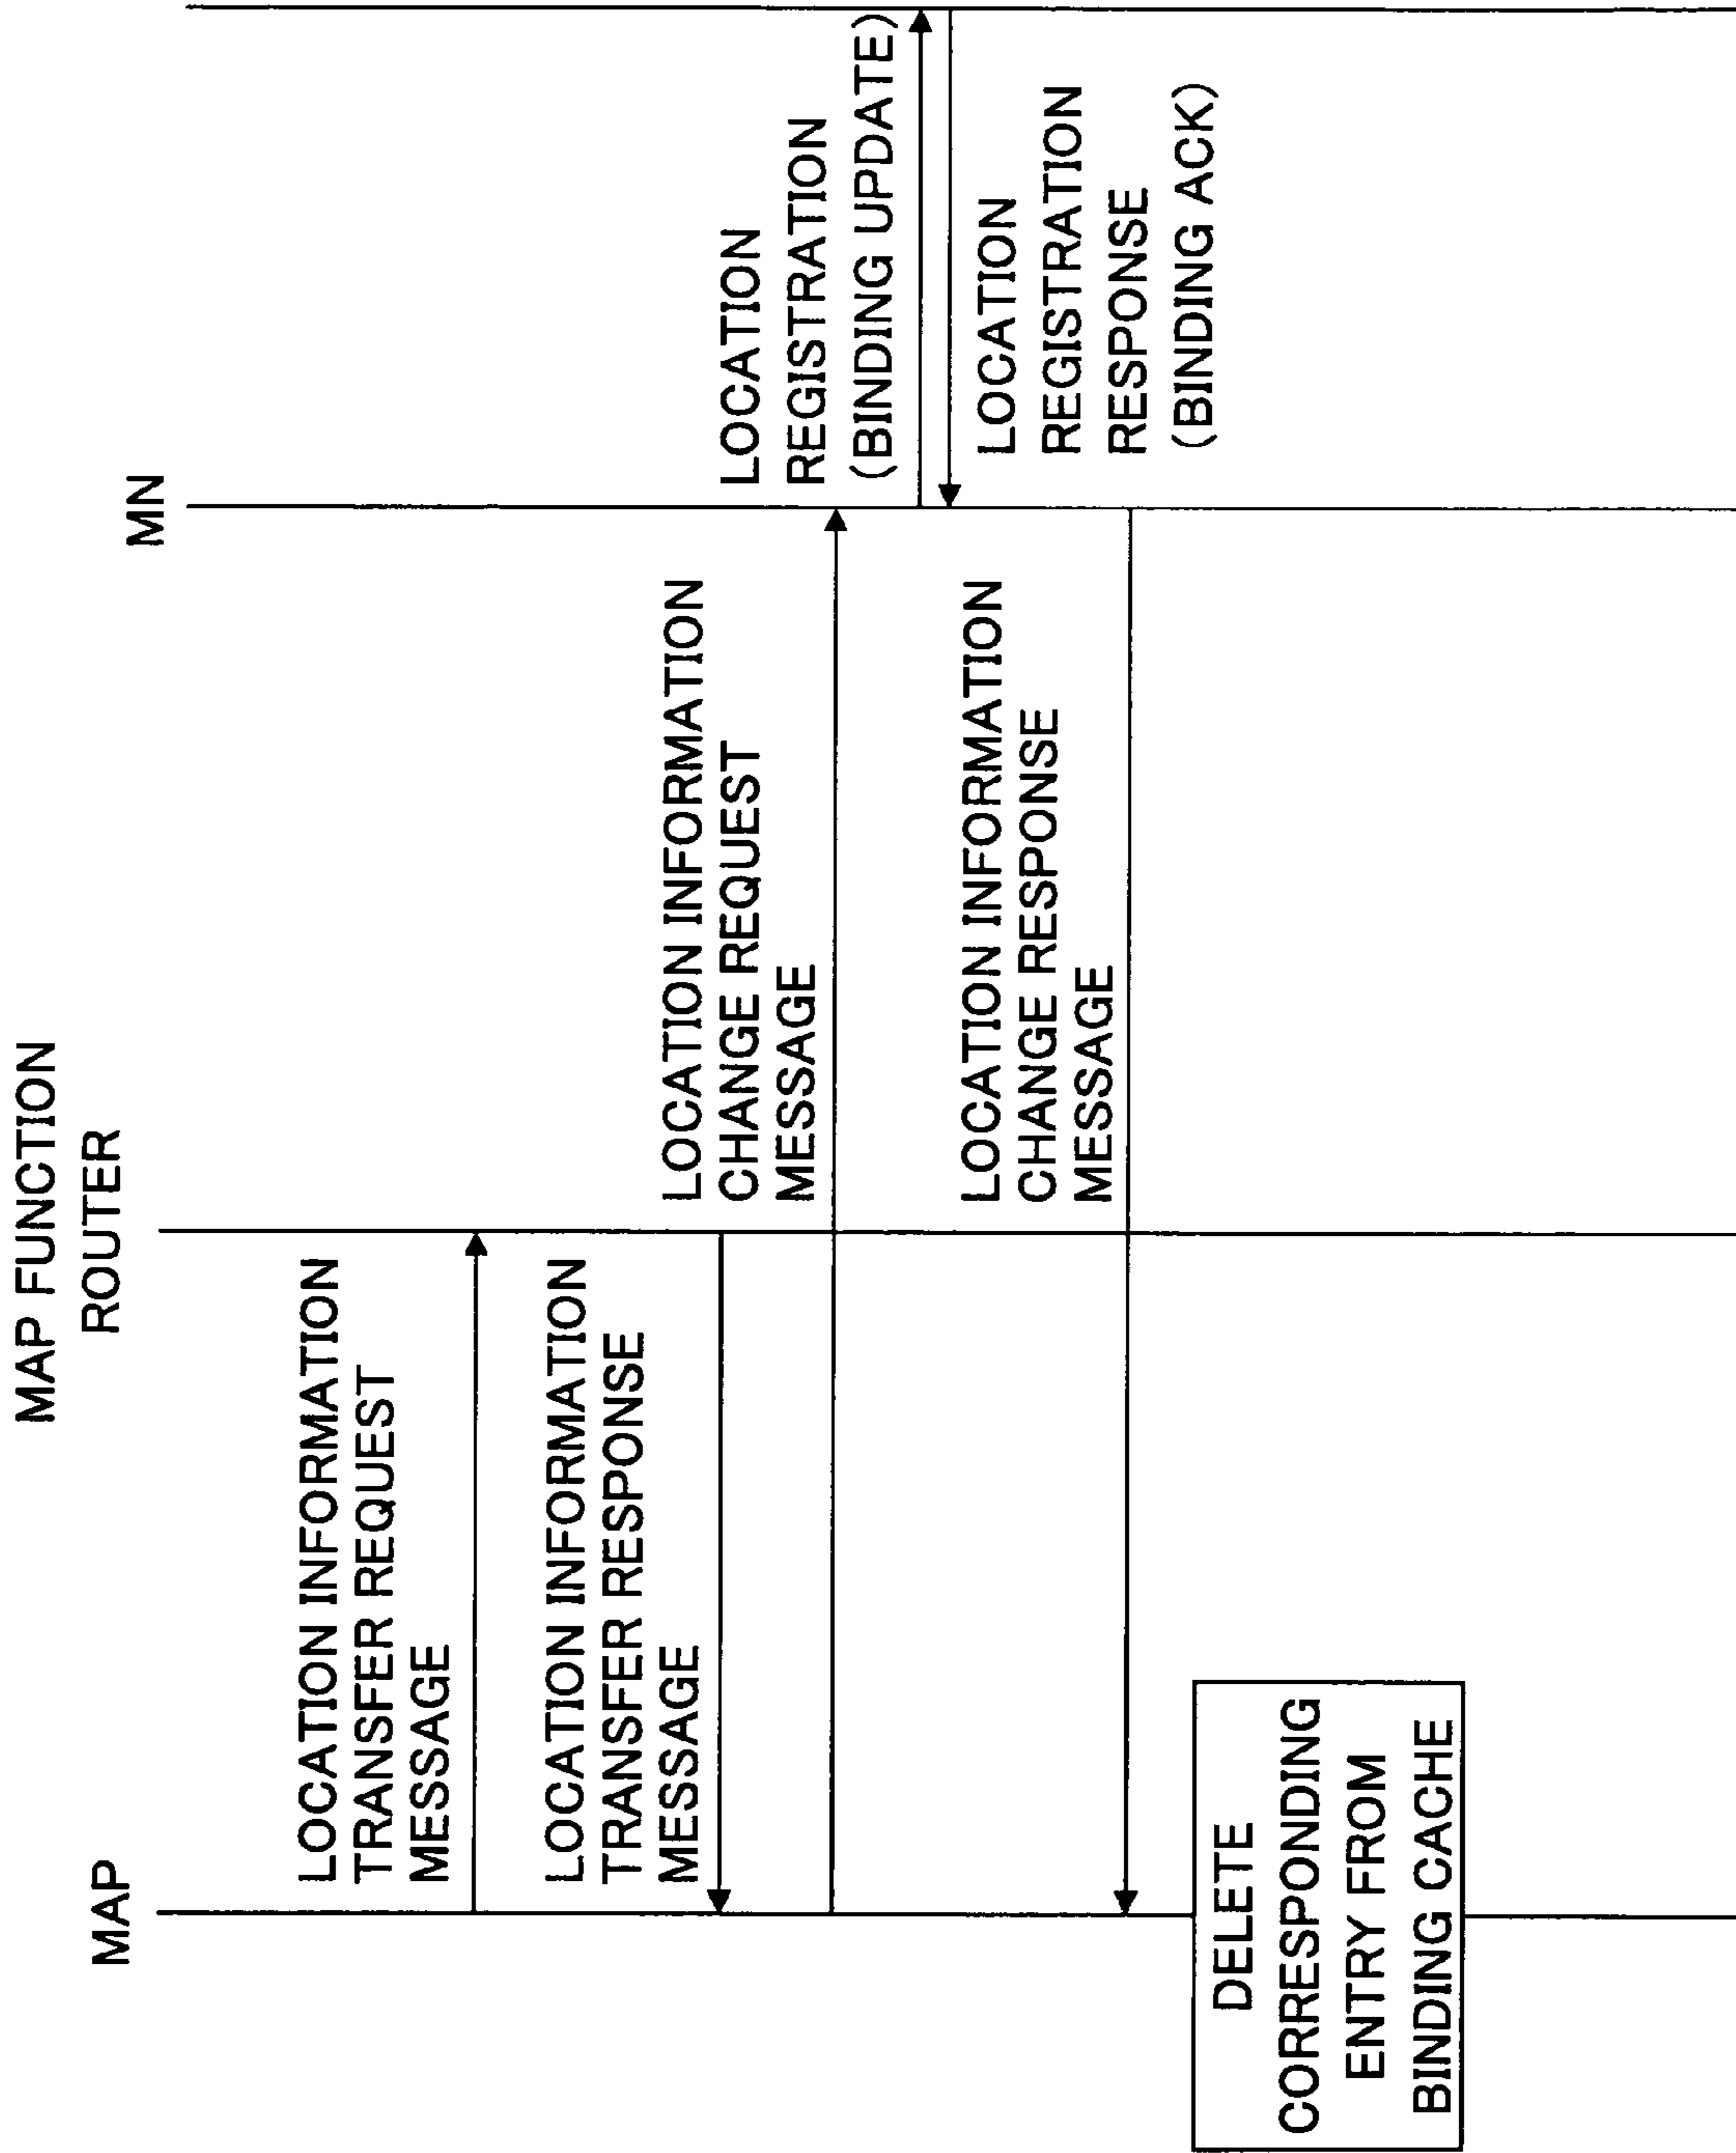 MAP
MAP FUNCTION
ROUTER
MN
LOCATION INFORMATION
TRANSFER REQUEST
MESSAGE
LOCATION INFORMATION
TRANSFER RESPONSE
MESSAGE
LOCATION INFORMATION
CHANGE REQUEST
MESSAGE
LOCATION
REGISTRATION
(BINDING UPDATE)
LOCATION
REGISTRATION
RESPONSE
(BINDING ACK)
LOCATION INFORMATION
CHANGE RESPONSE
MESSAGE
DELETE
CORRESPONDING
ENTRY FROM
BINDING CACHE